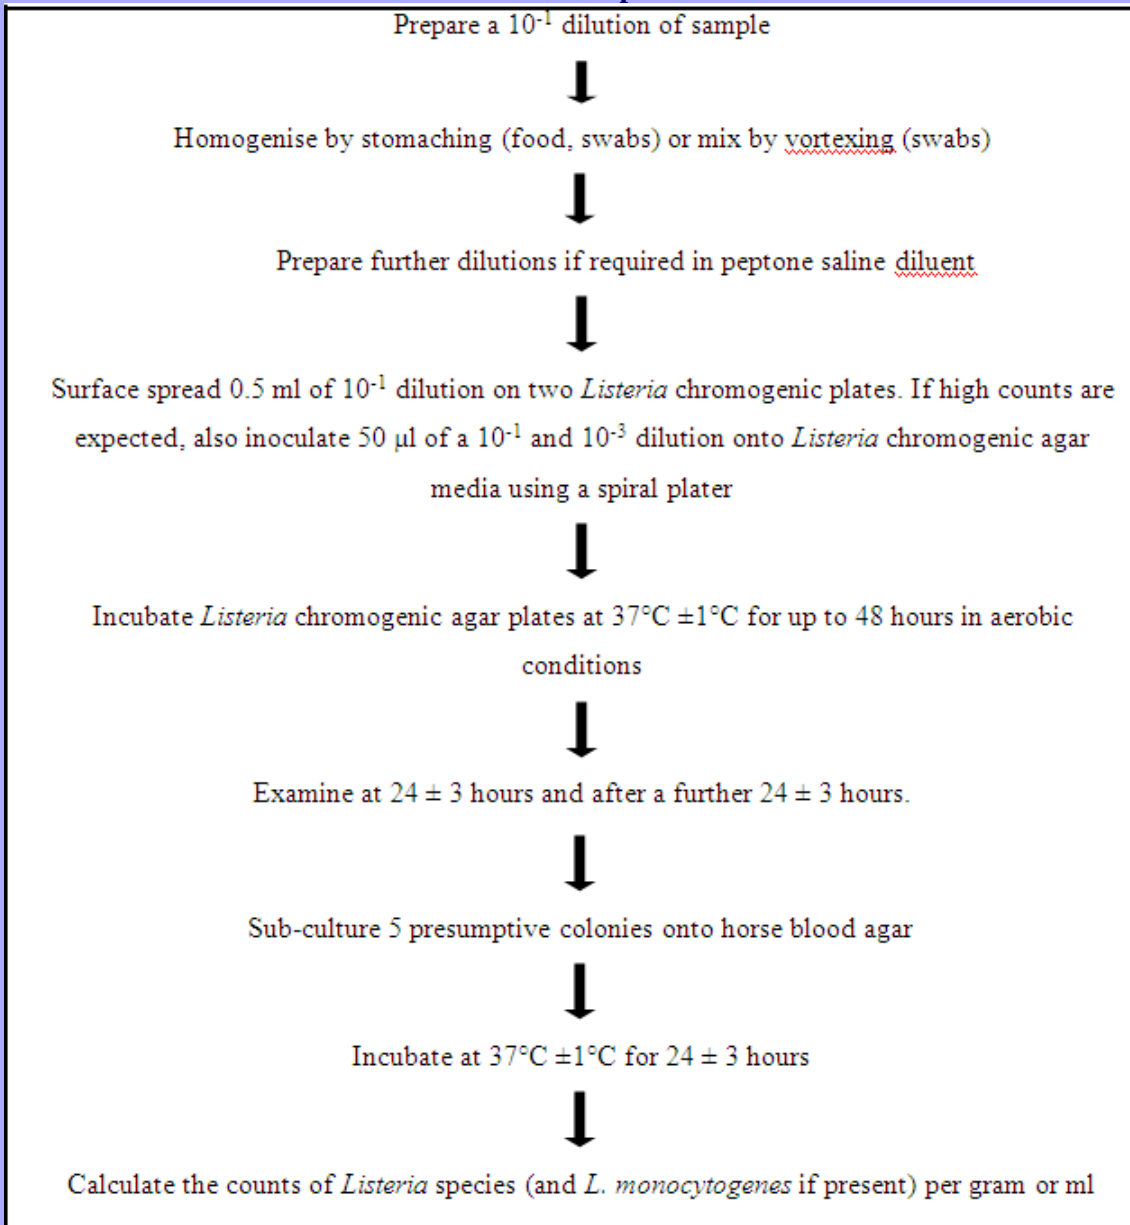 Prepare a 10⁻¹ dilution of sample
Homogenise by stomaching (food, swabs) or mix by vortexing (swabs)
Prepare further dilutions if required in peptone saline diluent
Surface spread 0.5 ml of 10⁻¹ dilution on two Listeria chromogenic plates. If high counts are
expected, also inoculate 50 µl of a 10⁻¹ and 10⁻³ dilution onto Listeria chromogenic agar
media using a spiral plater
Incubate Listeria chromogenic agar plates at 37°C ±1°C for up to 48 hours in aerobic
conditions
Examine at 24 ± 3 hours and after a further 24 ± 3 hours.
Sub-culture 5 presumptive colonies onto horse blood agar
Incubate at 37°C ±1°C for 24 ± 3 hours
Calculate the counts of Listeria species (and L. monocytogenes if present) per gram or ml